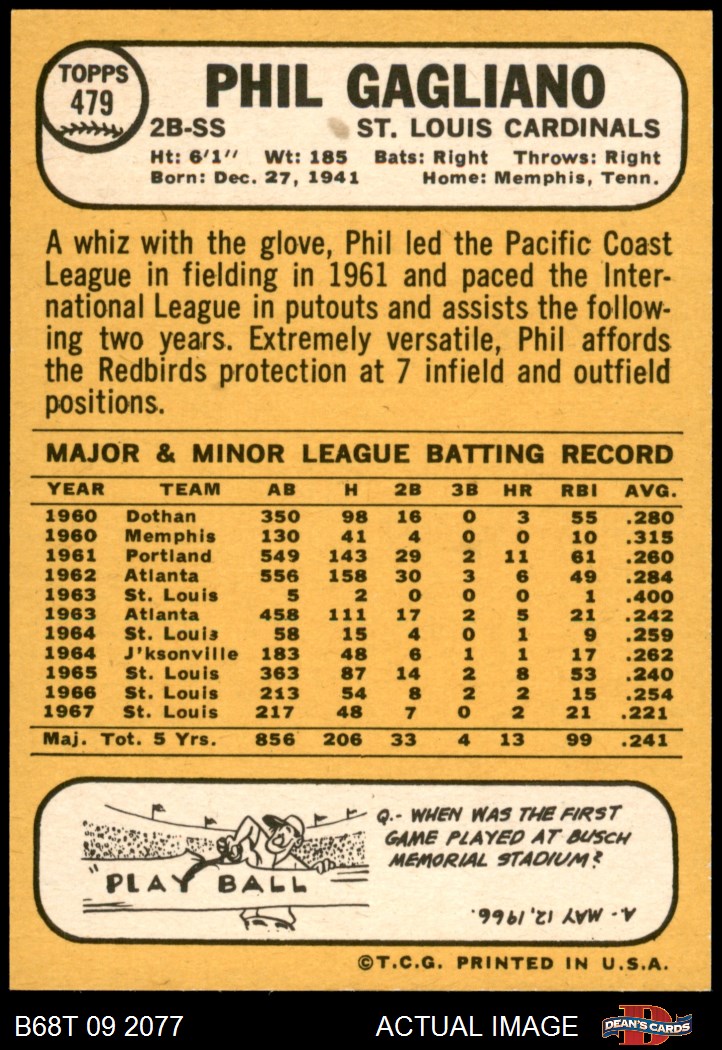 TOPPS
479
PHIL GAGLIANO
2B-SS ST. LOUIS CARDINALS
Ht: 6'1" Wt: 185 Bats: Right Throws: Right
Born: Dec. 27, 1941 Home: Memphis, Tenn.
A whiz with the glove, Phil led the Pacific Coast
League in fielding in 1961 and paced the Inter-
national League in putouts and assists the follow-
ing two years. Extremely versatile, Phil affords
the Redbirds protection at 7 infield and outfield
positions.
MAJOR & MINOR LEAGUE BATTING RECORD
YEAR TEAM AB H 2B 3B HR RBI AVG.
1960 Dothan 350 98 16 0 3 55 .280
1960 Memphis 130 41 4 0 0 10 .315
1961 Portland 549 143 29 2 11 61 .260
1962 Atlanta 556 158 30 3 6 49 .284
1963 St. Louis 5 2 0 0 0 1 .400
1963 Atlanta 458 111 17 2 5 21 .242
1964 St. Louis 58 15 4 0 1 9 .259
1964 J'ksonville 183 48 6 1 1 17 .262
1965 St. Louis 363 87 14 2 8 53 .240
1966 St. Louis 213 54 8 2 2 15 .254
1967 St. Louis 217 48 7 0 2 21 .221
Maj. Tot. 5 Yrs. 856 206 33 4 13 99 .241
"PLAY BALL
Q.- WHEN WAS THE FIRST
GAME PLAYED AT BUSCH
MEMORIAL STADIUM?
A- MAY 12, 1966.
©T.C.G. PRINTED IN U.S.A.
B68T 09 2077 ACTUAL IMAGE D DEAN'S CARDS